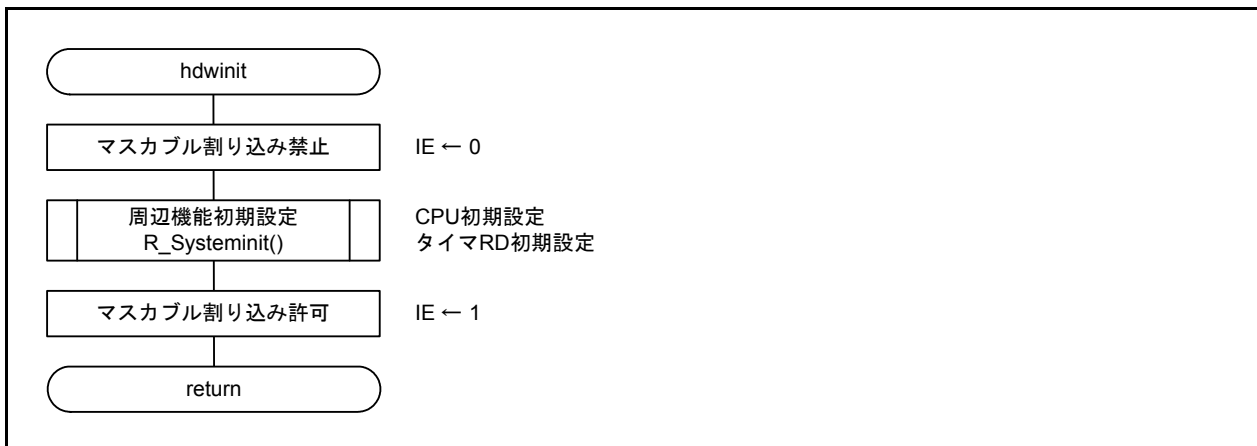 hdwinit
マスカブル割り込み禁止 IE ← 0
周辺機能初期設定 CPU初期設定
R_Systeminit() タイマRD初期設定
マスカブル割り込み許可 IE ← 1
return